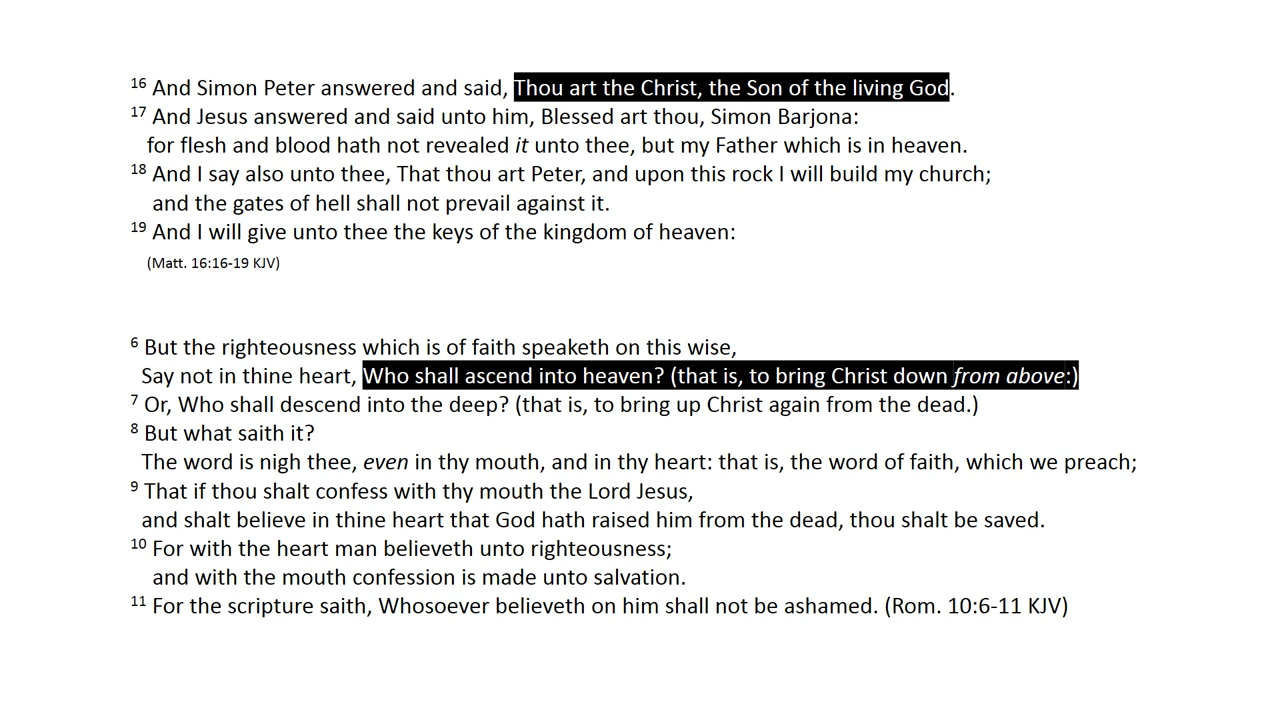 16 And Simon Peter answered and said, Thou art the Christ, the Son of the living God.
17 And Jesus answered and said unto him, Blessed art thou, Simon Barjona:
for flesh and blood hath not revealed it unto thee, but my Father which is in heaven.
18 And I say also unto thee, That thou art Peter, and upon this rock I will build my church;
and the gates of hell shall not prevail against it.
19 And I will give unto thee the keys of the kingdom of heaven:
(Matt. 16:16-19 KJV)
6 But the righteousness which is of faith speaketh on this wise,
Say not in thine heart, Who shall ascend into heaven? (that is, to bring Christ down from above:)
7 Or, Who shall descend into the deep? (that is, to bring up Christ again from the dead.)
8 But what saith it?
The word is nigh thee, even in thy mouth, and in thy heart: that is, the word of faith, which we preach;
9 That if thou shalt confess with thy mouth the Lord Jesus,
and shalt believe in thine heart that God hath raised him from the dead, thou shalt be saved.
10 For with the heart man believeth unto righteousness;
and with the mouth confession is made unto salvation.
11 For the scripture saith, Whosoever believeth on him shall not be ashamed. (Rom. 10:6-11 KJV)